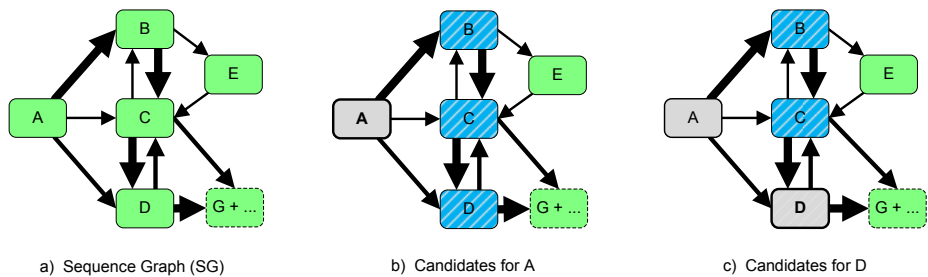 B
E
A
C
D
G + ...
a) Sequence Graph (SG)
B
E
A
C
D
G + ...
b) Candidates for A
B
E
A
C
D
G + ...
c) Candidates for D